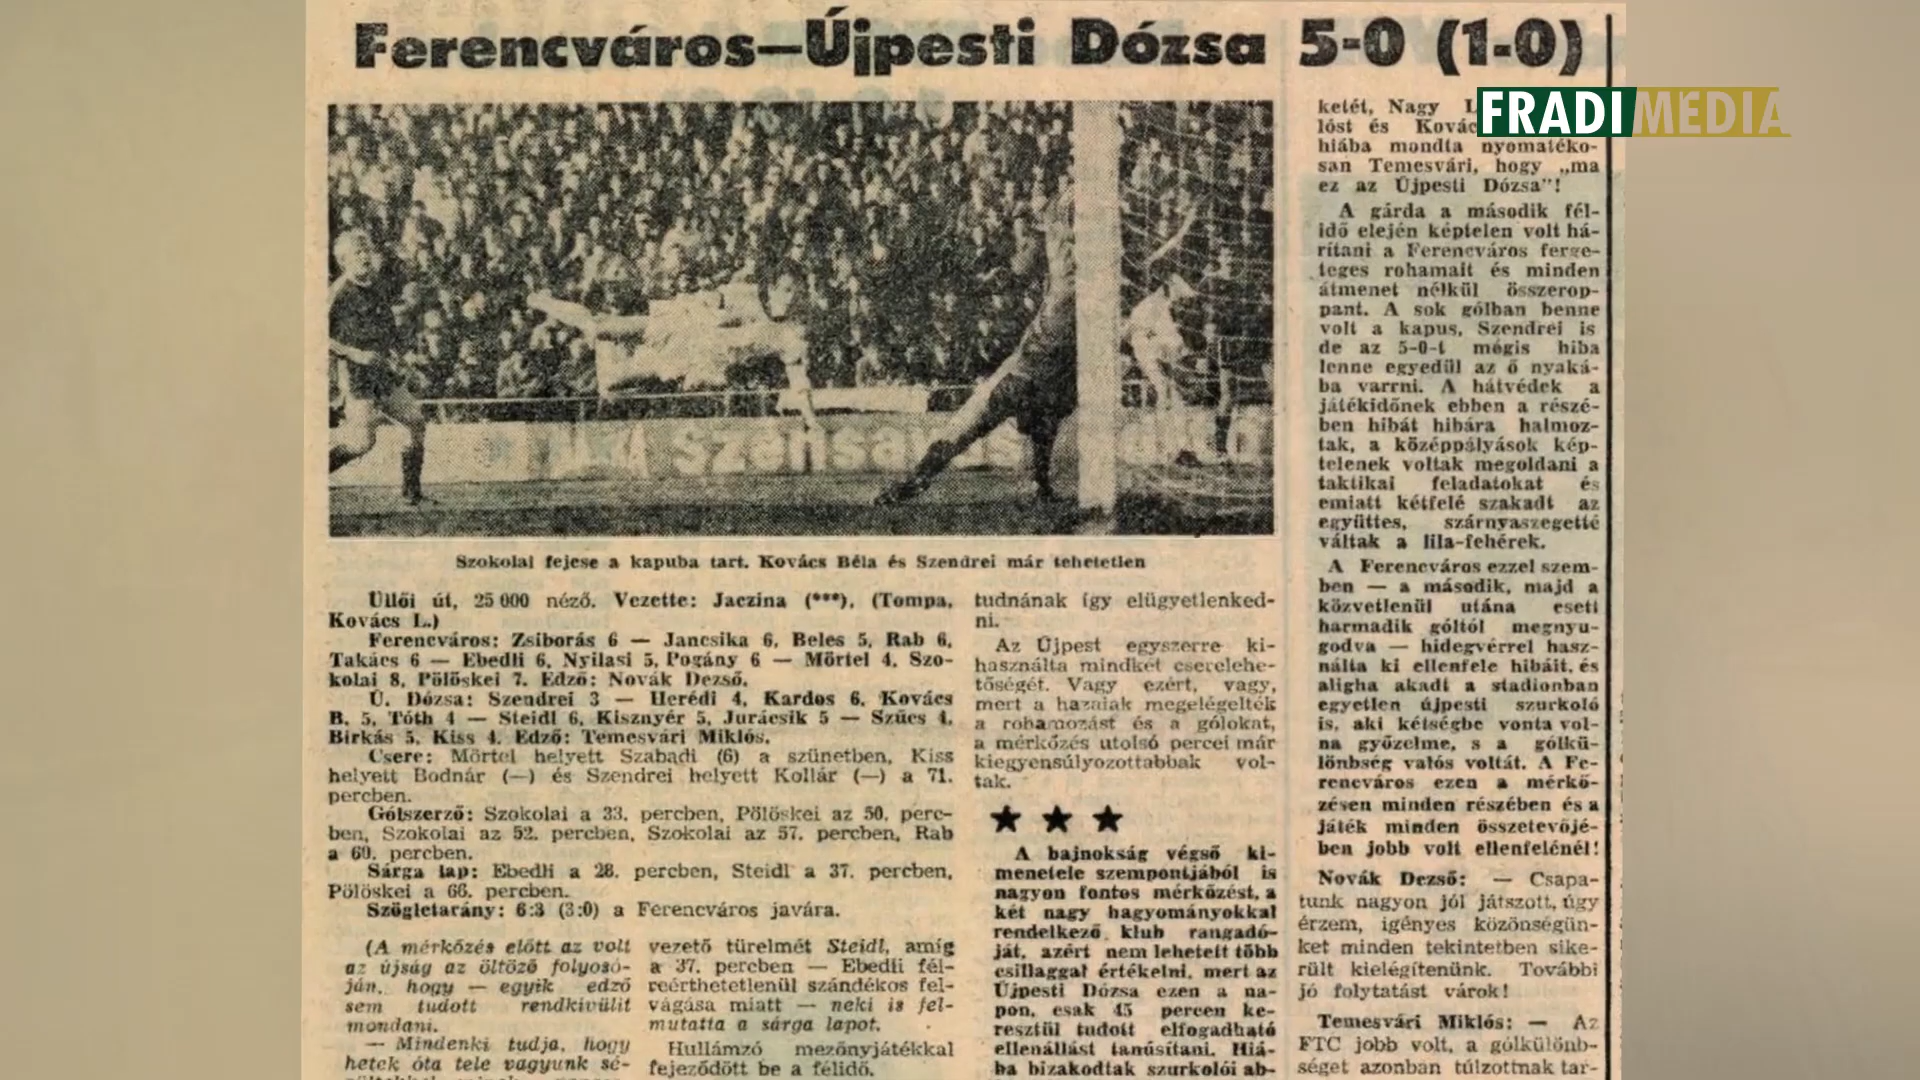 Ferencváros—Újpesti Dózsa 5-0 (1-0)
FRADIMÉDIA
Szokolai fejese a kapuba tart. Kovács Béla és Szendrei már tehetetlen
Üllői út, 25 000 néző. Vezette: Jaczina (***), (Tompa,
Kovács L.)
Ferencváros: Zsiborás 6 — Jancsika 6, Beles 5, Rab 6,
Takács 6 — Ebedli 6, Nyilasi 5, Pogány 6 — Mörtel 4, Szo-
kolai 8, Pölöskei 7. Edző: Novák Dezső.
Ú. Dózsa: Szendrei 3 — Herédi 4, Kardos 6, Kovács
B. 5, Tóth 4 — Steidl 6, Kisznyér 5, Jurácsik 5 — Szűcs 4,
Birkás 5, Kiss 4. Edző: Temesvári Miklós.
Csere: Mörtel helyett Szabadi (6) a szünetben, Kiss
helyett Bodnár (—) és Szendrei helyett Kollár (—) a 71.
percben.
Gólszerző: Szokolai a 33. percben, Pölöskei az 50. perc-
ben, Szokolai az 52. percben, Szokolai az 57. percben, Rab
a 60. percben.
Sárga lap: Ebedli a 28. percben, Steidl a 37. percben,
Pölöskei a 66. percben.
Szögletarány: 6:3 (3:0) a Ferencváros javára.
(A mérkőzés előtt az volt
az újság az öltöző folyosó-
ján, hogy — egyik edző
sem tudott rendkívülit
mondani.
— Mindenki tudja, hogy
hetek óta tele vagyunk sé-
vezető türelmét Steidl, amíg
a 37. percben — Ebedli fél-
reérthetetlenül szándékos fel-
vágása miatt — neki is fel-
mutatta a sárga lapot.
Hullámzó mezőnyjátékkal
fejeződött be a félidő.
tudnának így elügyetlenked-
ni.
Az Újpest egyszerre ki-
használta mindkét cserelehe-
tőségét. Vagy ezért, vagy,
mert a hazaiak megelégelték
a rohamozást és a gólokat,
a mérkőzés utolsó percei már
kiegyensúlyozottabbak vol-
tak.
★ ★ ★
A bajnokság végső ki-
menetele szempontjából is
nagyon fontos mérkőzést, a
két nagy hagyományokkal
rendelkező klub rangadó-
ját, azért nem lehetett több
csillaggal értékelni, mert az
Újpesti Dózsa ezen a na-
pon, csak 45 percen ke-
resztül tudott elfogadható
ellenállást tanúsítani. Hiá-
ba bizakodtak szurkolói ab-
ketét, Nagy L
lóst és Kovác
hiába mondta nyomatéko-
san Temesvári, hogy „ma
ez az Újpesti Dózsa”!
A gárda a második fél-
idő elején képtelen volt há-
rítani a Ferencváros ferge-
teges rohamait és minden
átmenet nélkül összerop-
pant. A sok gólban benne
volt a kapus, Szendrei is
de az 5-0-t mégis hiba
lenne egyedül az ő nyaká-
ba varrni. A hátvédek a
játékidőnek ebben a részé-
ben hibát hibára halmoz-
tak, a középpályások kép-
telenek voltak megoldani a
taktikai feladatokat és
emiatt kétfelé szakadt az
együttes, szárnyaszegetté
váltak a lila-fehérek.
A Ferencváros ezzel szem-
ben — a második, majd a
közvetlenül utána esett
harmadik góltól megnyu-
godva — hidegvérrel hasz-
nálta ki ellenfele hibáit, és
aligha akadt a stadionban
egyetlen újpesti szurkoló
is, aki kétségbe vonta vol-
na győzelme, s a gólkü-
lönbség valós voltát. A Fe-
rencváros ezen a mérkő-
zésen minden részében és a
játék minden összetevőjé-
ben jobb volt ellenfelénél!
Novák Dezső: — Csapa-
tunk nagyon jól játszott, úgy
érzem, igényes közönségün-
ket minden tekintetben sike-
rült kielégítenünk. További
jó folytatást várok!
Temesvári Miklós: — Az
FTC jobb volt, a gólkülönb-
séget azonban túlzottnak tar-